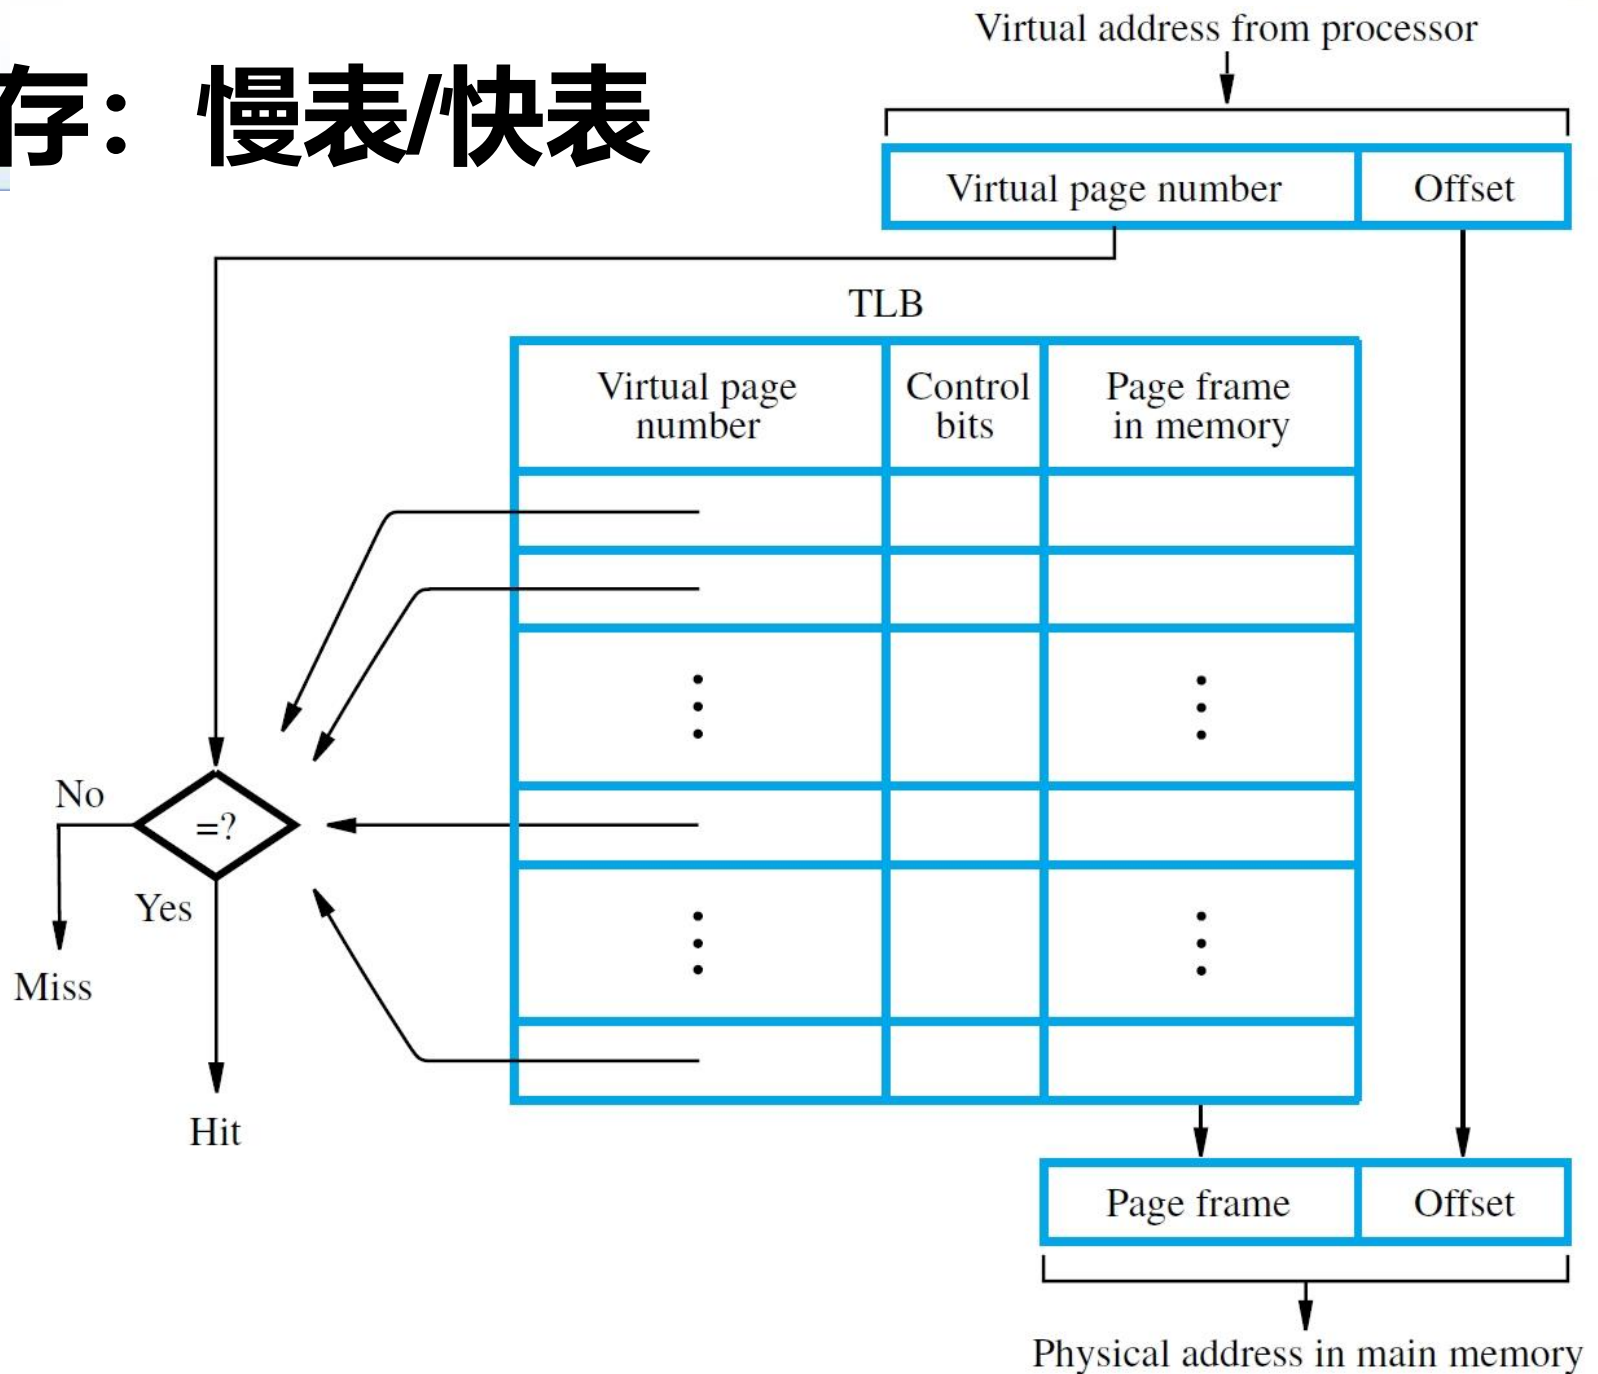 存：慢表/快表
Virtual address from processor
Virtual page number
Offset
TLB
Virtual page
number
Control
bits
Page frame
in memory
No
=?
Yes
Miss
Hit
Page frame
Offset
Physical address in main memory